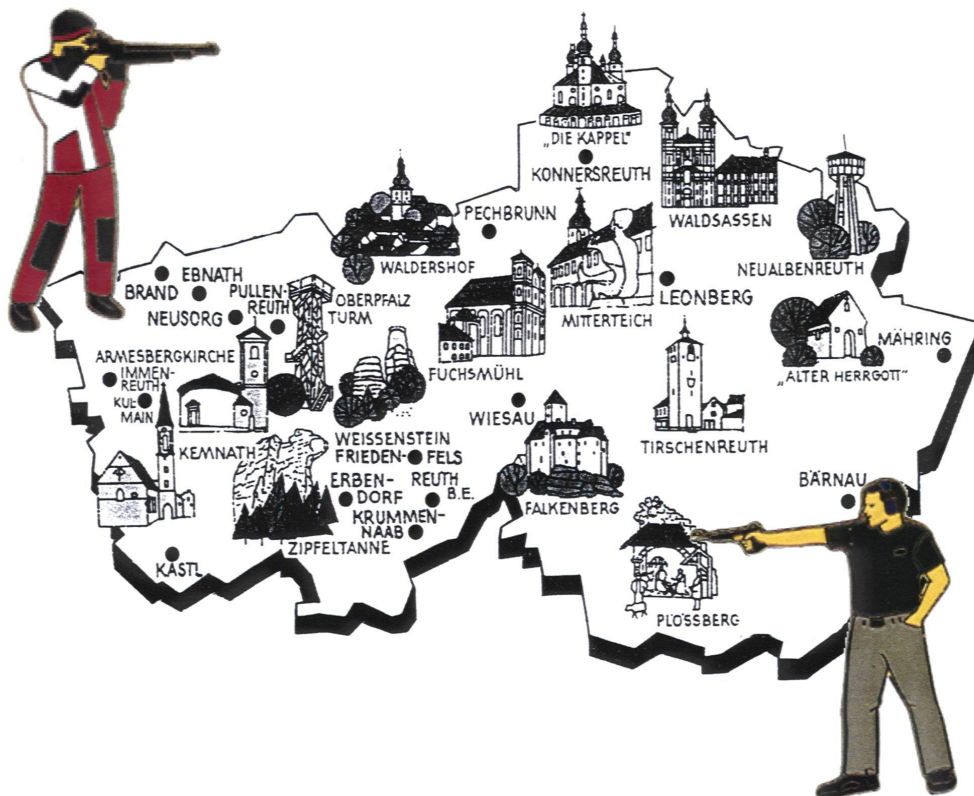 „DIE KAPPEL"
KONNERSREUTH
PECHBRUNN
WALDSASSEN
WALDERSHOF
NEUALBENREUTH
EBNATH
BRAND
PULLEN-
REUTH
NEUSORG
OBERPFALZ
TURM
MITTERTEICH
LEONBERG
MÄHRING
ARMESBERGKIRCHE
IMMEN-
REUTH
KUL
MAIN
FUCHSMÜHL
„ALTER HERRGOTT"
WIESAU
TIRSCHENREUTH
KEMNATH
WEISSENSTEIN
FRIEDEN-FELS
ERBEN-
DORF
REUTH
B.E.
KRUMMEN-
NAAB
FALKENBERG
BÄRNAU
ZIPFELTANNE
KASTL
PLÖSSBERG